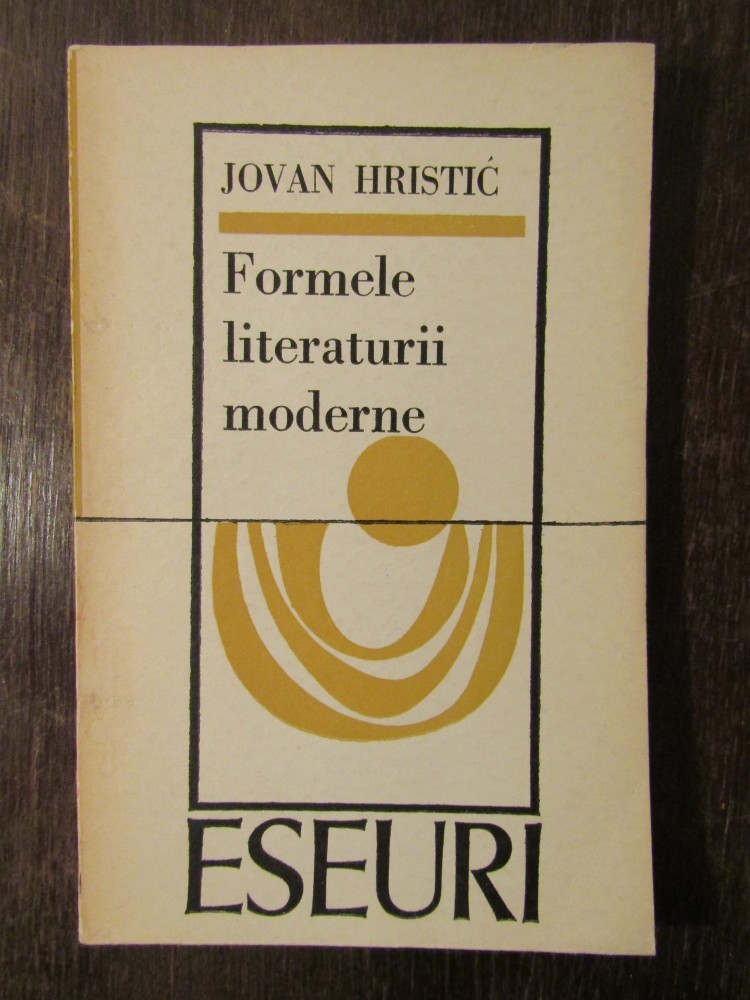 JOVAN HRISTIĆ
Formele
literaturii
moderne
ESEURI